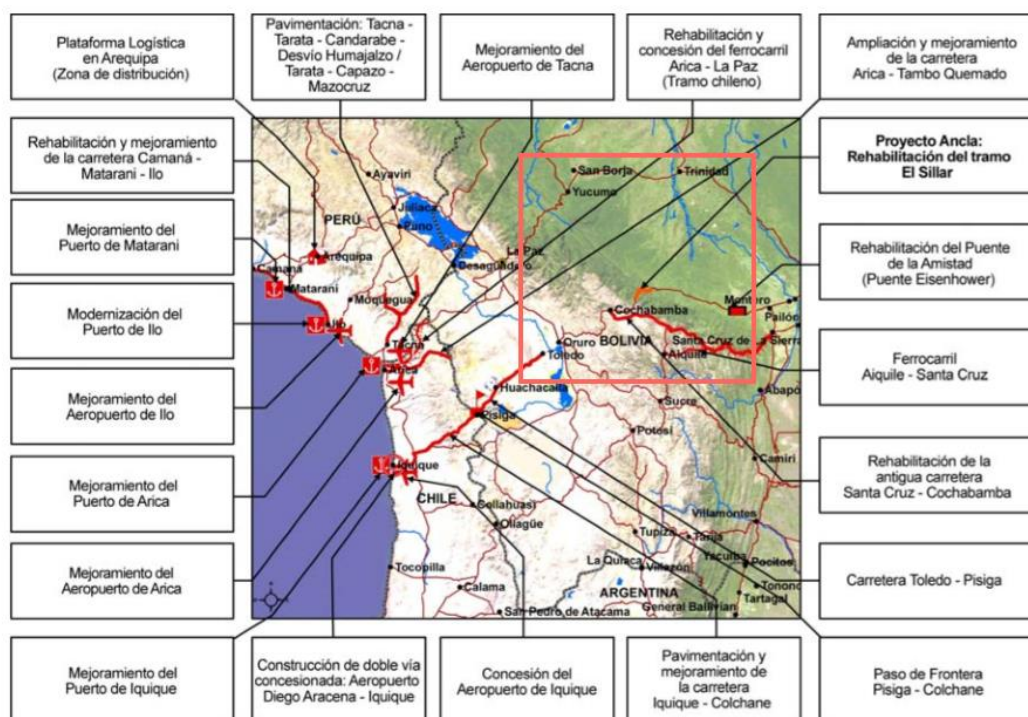 Plataforma Logística
en Arequipa
(Zona de distribución)
Pavimentación: Tacna -
Tarata - Candarabe -
Desvío Humajalzo /
Tarata - Capazo -
Mazocruz
Mejoramiento del
Aeropuerto de Tacna
Rehabilitación y
concesión del ferrocarril
Arica - La Paz
(Tramo chileno)
Ampliación y mejoramiento
de la carretera
Arica - Tambo Quemado
Rehabilitación y mejoramiento
de la carretera Camaná -
Matarani - Ilo
Mejoramiento del
Puerto de Matarani
Modernización del
Puerto de Ilo
Mejoramiento del
Aeropuerto de Ilo
Mejoramiento del
Puerto de Arica
Mejoramiento del
Aeropuerto de Arica
Mejoramiento del
Puerto de Iquique
San Borja
Trinidad
Ayaviri
Yucumo
Juliaca
PERÚ
Puno
La Paz
Arequipa
Desaguadero
Camana
Matarani
Moquegua
Montero
Cochabamba
Pailón
Ilo
Tacna
Oruro
BOLIVIA
Santa Cruz de la Sierra
Toledo
Aiquile
Arica
Huachacalla
Abapó
Sucre
Pisiga
Potosí
Camiri
Iquique
CHILE
Collahuasi
Villamontes
Ollagüe
Tupiza
Tarija
Yacuiba
La Quiaca
Villazón
Pocitos
Tocopilla
Calama
ARGENTINA
Tonono
Tartagal
San Pedro de Atacama
General Ballivian
Proyecto Ancla:
Rehabilitación del tramo
El Sillar
Rehabilitación del Puente
de la Amistad
(Puente Eisenhower)
Ferrocarril
Aiquile - Santa Cruz
Rehabilitación de la
antigua carretera
Santa Cruz - Cochabamba
Carretera Toledo - Pisiga
Construcción de doble vía
concesionada: Aeropuerto
Diego Aracena - Iquique
Concesión del
Aeropuerto de Iquique
Pavimentación y
mejoramiento de
la carretera
Iquique - Colchane
Paso de Frontera
Pisiga - Colchane